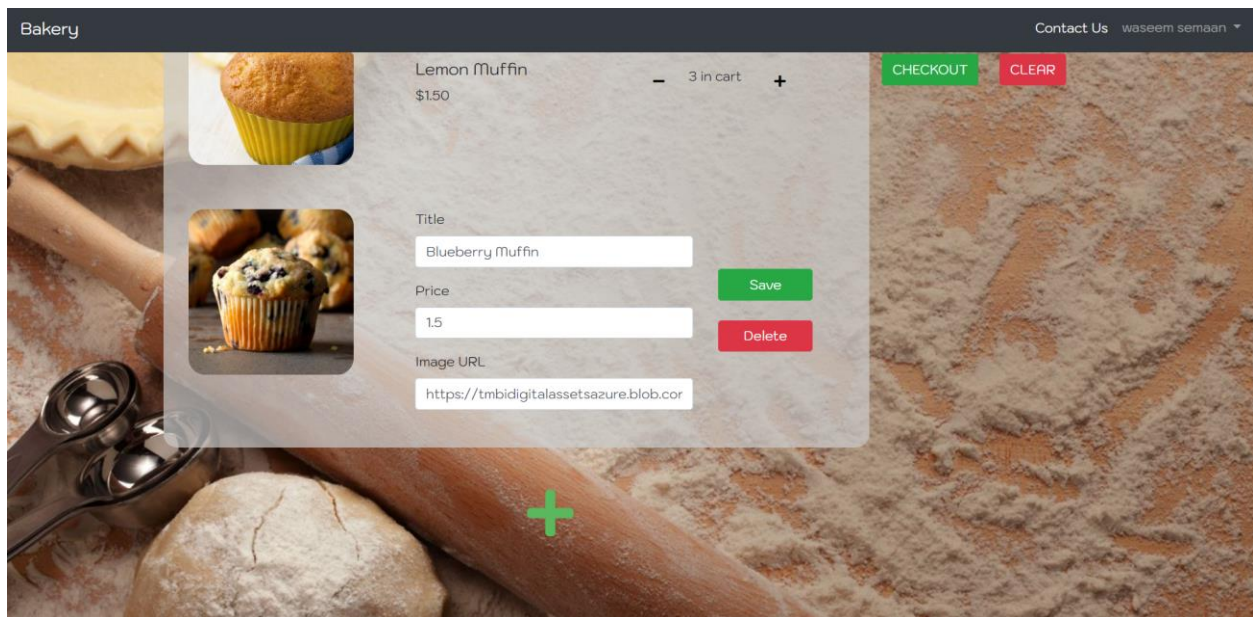 Bakery
Contact Us
waseem semaan
Lemon Muffin
$1.50
3 in cart
CHECKOUT
CLEAR
Title
Blueberry Muffin
Price
1.5
Image URL
https://tmbidigitalassetsazure.blob.cor
Save
Delete